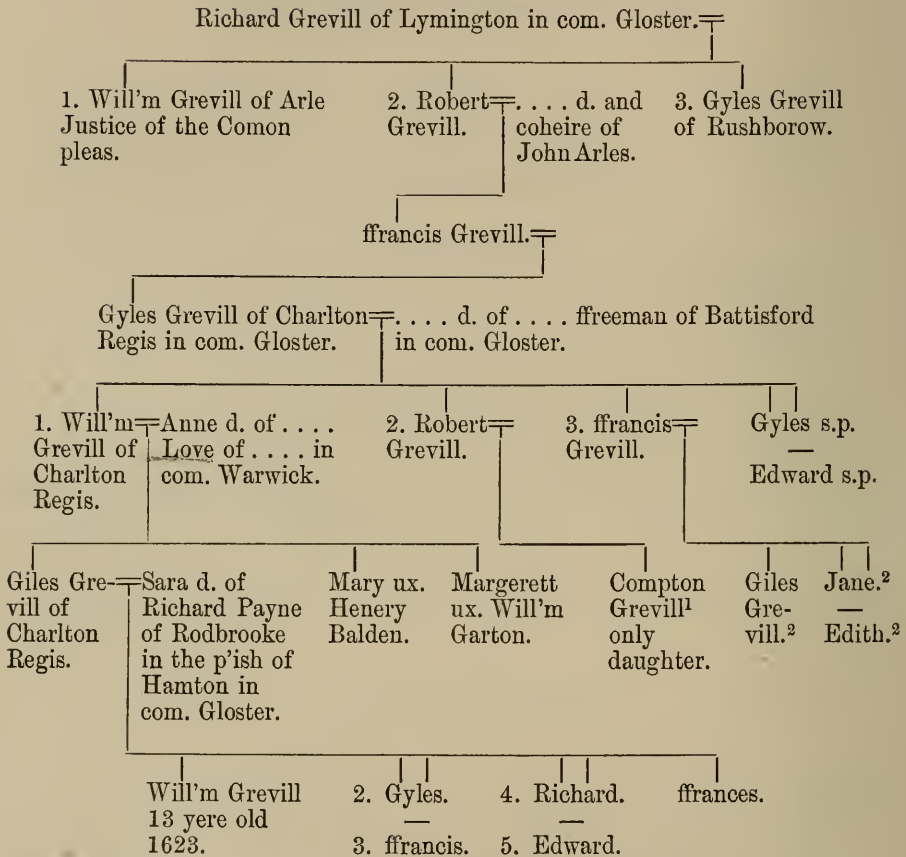 Richard Grevill of Lymington in com. Gloster.
1. Will'm Grevill of Arle
Justice of the Comon
pleas.
2. Robert
Grevill.
. . . . d. and
coheire of
John Arles.
3. Gyles Grevill
of Rushborow.
ffrancis Grevill.
Gyles Grevill of Charlton
Regis in com. Gloster.
. . . . d. of . . . . ffreeman of Battisford
in com. Gloster.
1. Will'm
Grevill of
Charlton
Regis.
Anne d. of . . . .
Love of . . . . in
com. Warwick.
2. Robert
Grevill.
3. ffrancis
Grevill.
Gyles s.p.
—
Edward s.p.
Giles Gre-
vill of
Charlton
Regis.
Sara d. of
Richard Payne
of Rodbrooke
in the p'ish of
Hamton in
com. Gloster.
Mary ux.
Henery
Balden.
Margerett
ux. Will'm
Garton.
Compton
Grevill¹
only
daughter.
Giles
Gre-
vill.²
Jane.²
—
Edith.²
Will'm Grevill
13 yere old
1623.
2. Gyles.
—
3. ffrancis.
4. Richard.
—
5. Edward.
ffrances.